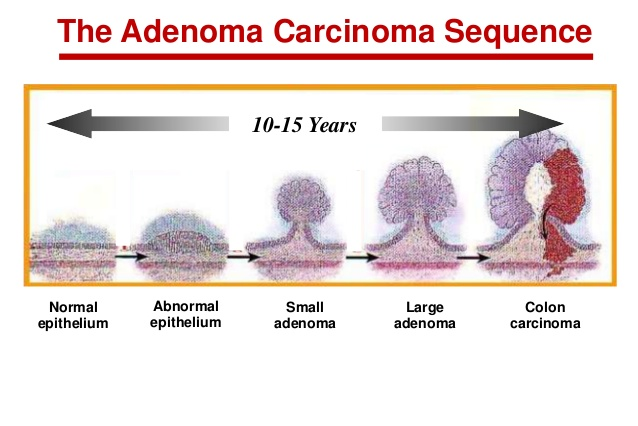 The Adenoma Carcinoma Sequence
10-15 Years
Normal
epithelium
Abnormal
epithelium
Small
adenoma
Large
adenoma
Colon
carcinoma